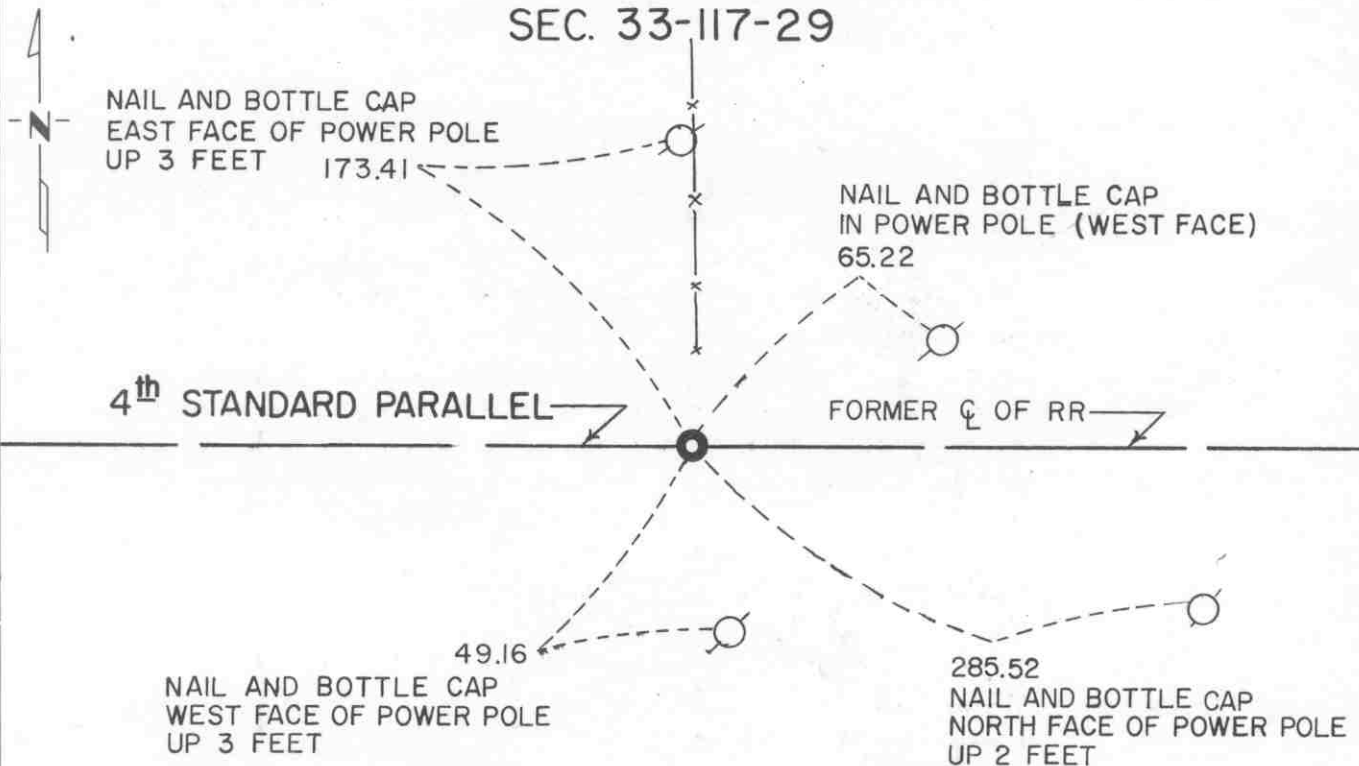 SEC. 33-117-29
N
NAIL AND BOTTLE CAP
EAST FACE OF POWER POLE
UP 3 FEET 173.41
NAIL AND BOTTLE CAP
IN POWER POLE (WEST FACE)
65.22
4th STANDARD PARALLEL
FORMER ℄ OF RR
49.16
NAIL AND BOTTLE CAP
WEST FACE OF POWER POLE
UP 3 FEET
285.52
NAIL AND BOTTLE CAP
NORTH FACE OF POWER POLE
UP 2 FEET